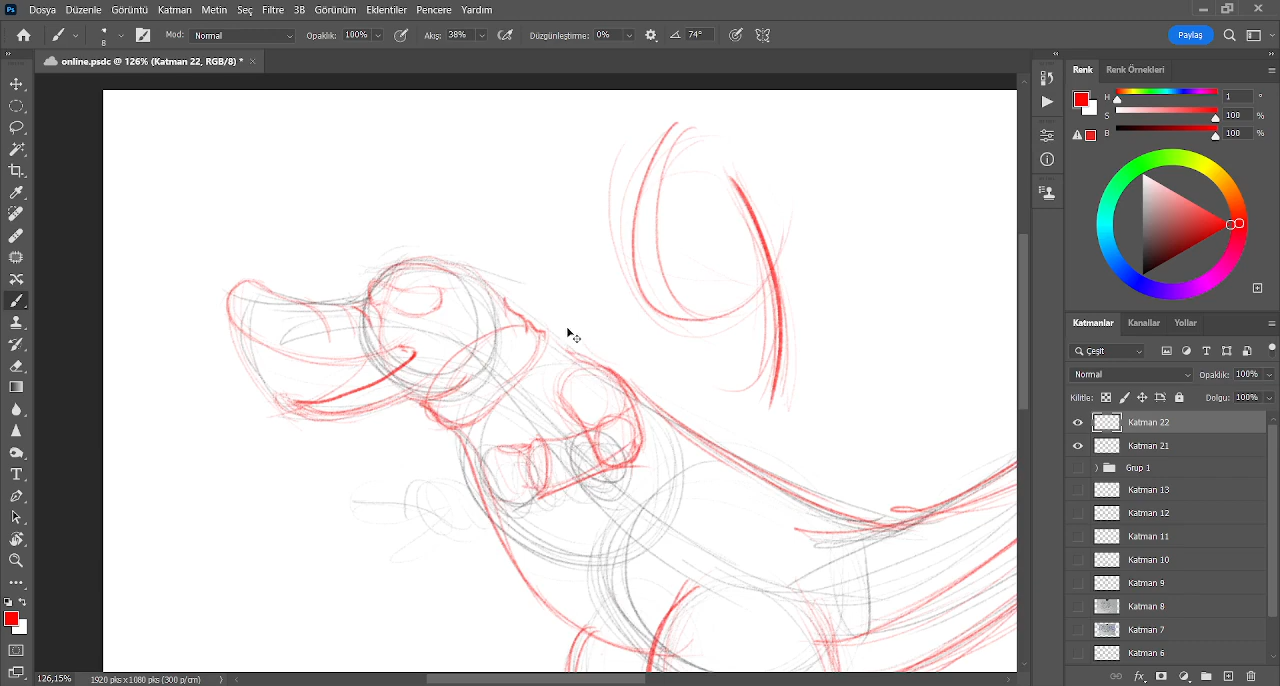 Ps Dosya Düzenle Görüntü Katman Metin Seç Filtre 3B Görünüm Eklentiler Pencere Yardım
8 Mod: Normal Opaklık: 100% Akış: 38% Düzgünleştirme: 0% 74° Paylaş
online.psdc @ 126% (Katman 22, RGB/8) *
Renk Renk Örnekleri
H 1 °
S 100 %
B 100 %
Katmanlar Kanallar Yollar
Çeşit
Normal Opaklık: 100%
Kilitle: Dolgu: 100%
Katman 22
Katman 21
Grup 1
Katman 13
Katman 12
Katman 11
Katman 10
Katman 9
Katman 8
Katman 7
Katman 6
126,15% 1920 pks x 1080 pks (300 p/cm)